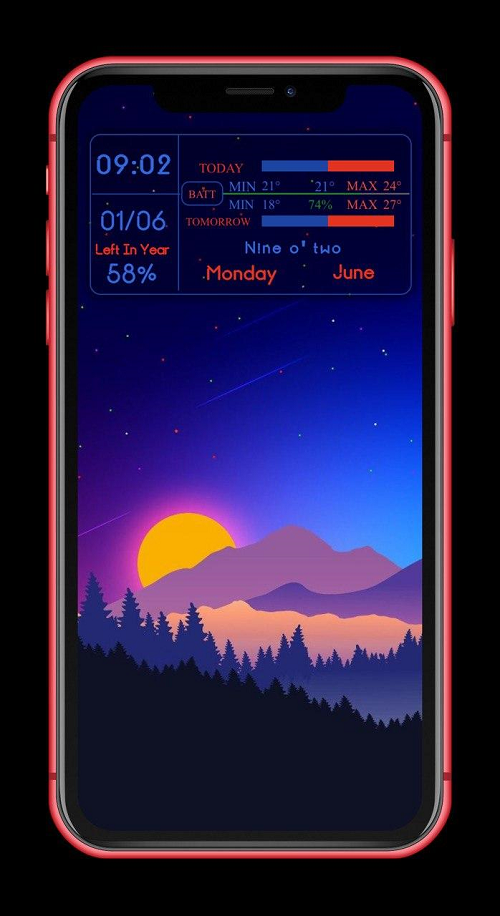 09:02
01/06
Left In Year
58%
TODAY
BATT
MIN 21° 21° MAX 24°
MIN 18° 74% MAX 27°
TOMORROW
Nine o' two
Monday June